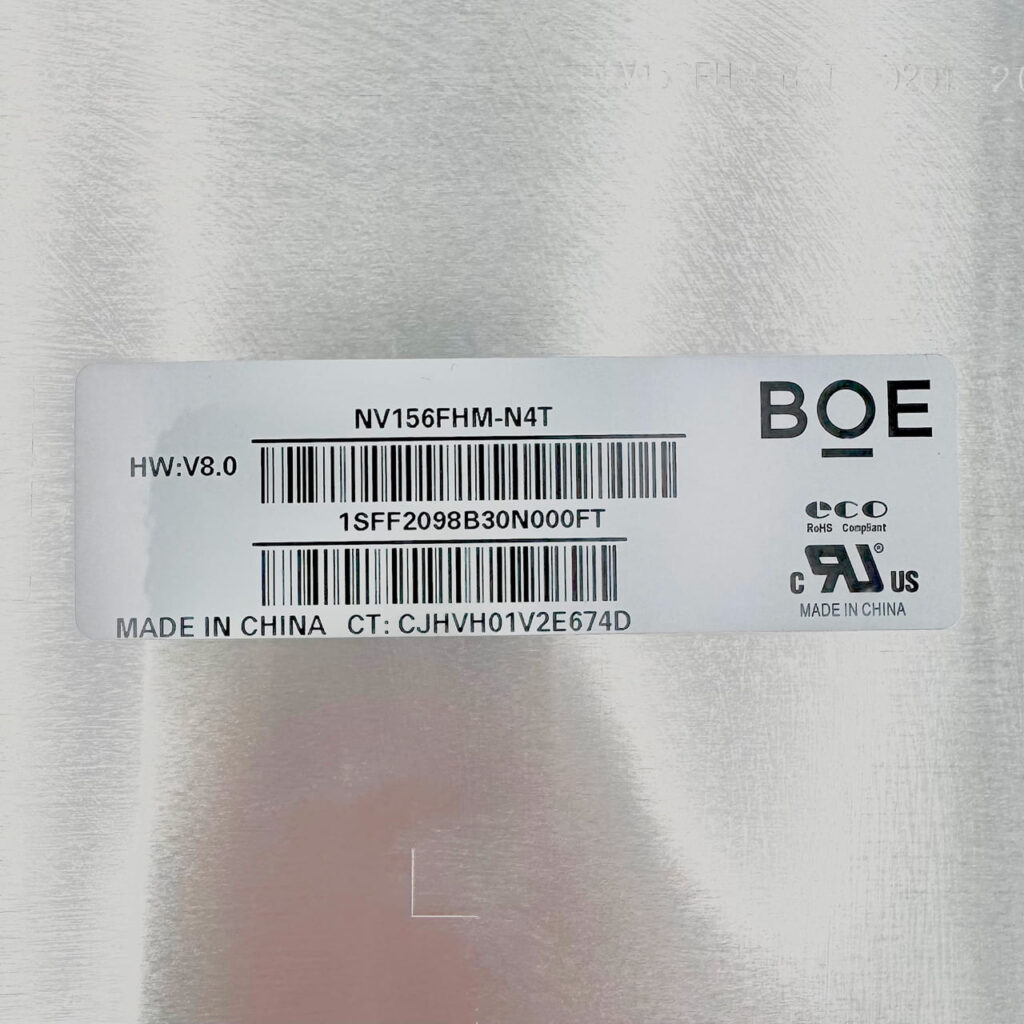 NV156FHM-N4T
BOE
HW:V8.0
1SFF2098B30N000FT
eco
RoHS Compliant
C UR® US
MADE IN CHINA
MADE IN CHINA CT: CJHVH01V2E674D